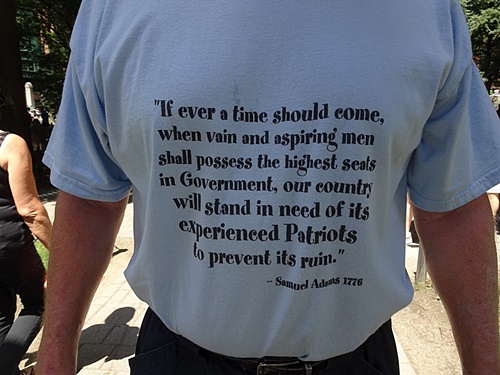 "If ever a time should come,
when vain and aspiring men
shall possess the highest seats
in Government, our country
will stand in need of its
experienced Patriots
to prevent its ruin."
-- Samuel Adams 1776